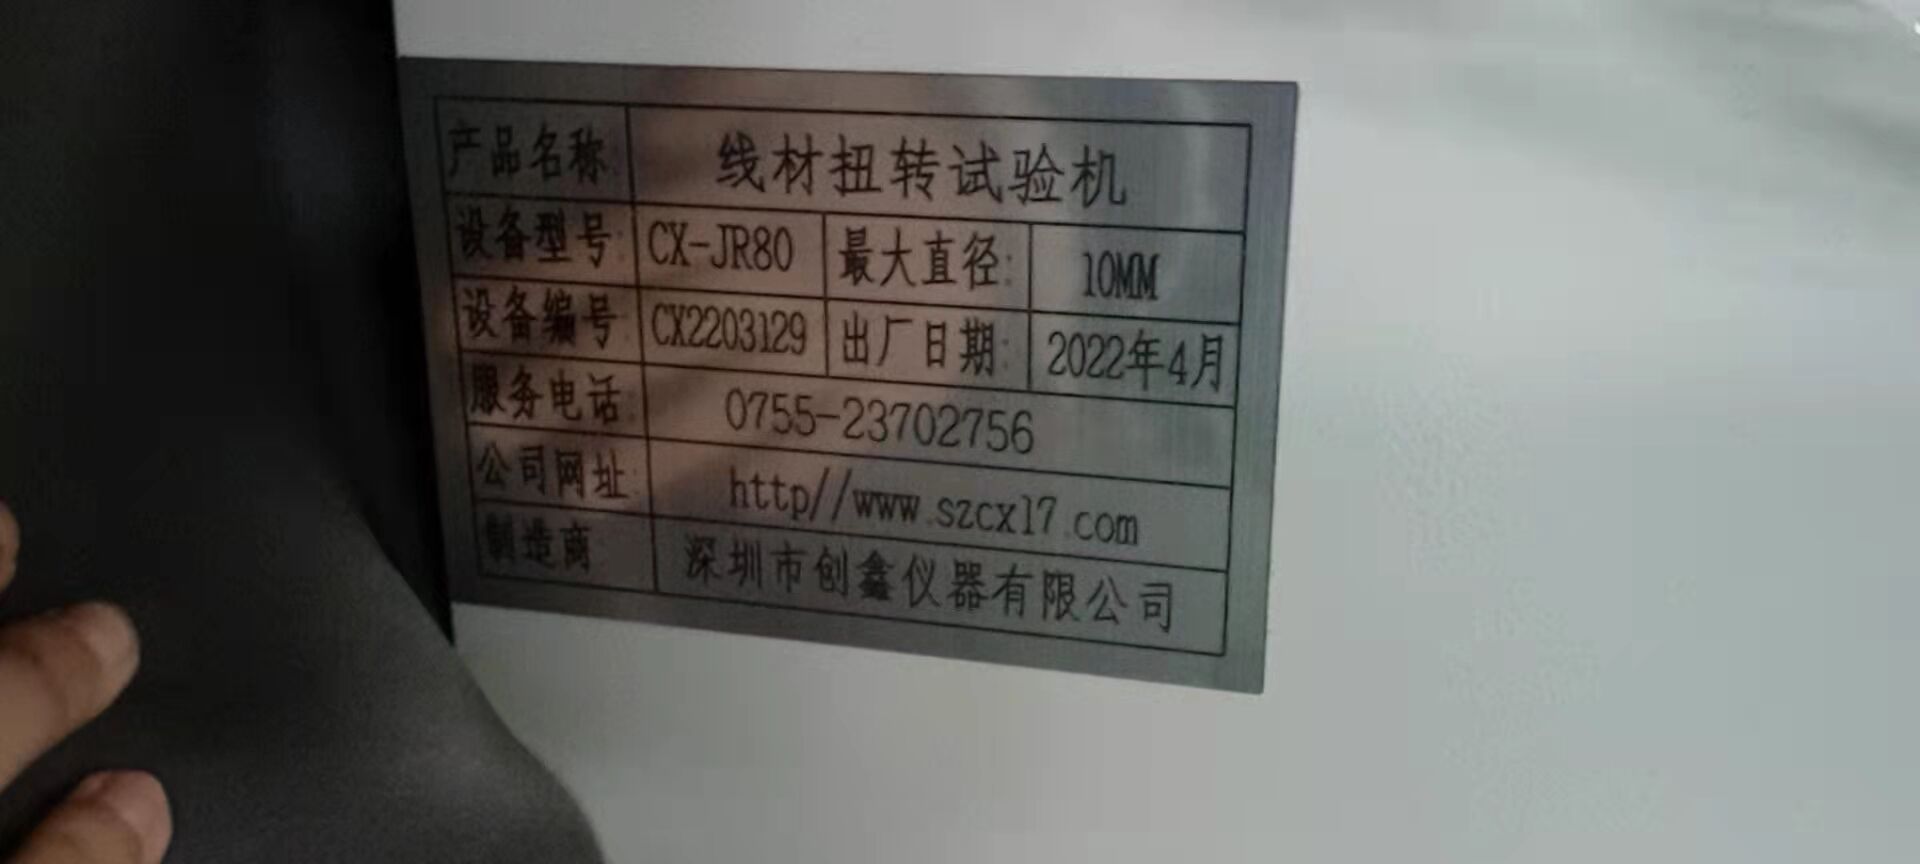 产品名称: 线材扭转试验机
设备型号: CX-JR80 最大直径: 10MM
设备编号: CX2203129 出厂日期: 2022年4月
服务电话: 0755-23702756
公司网址: http//www.szcx17.com
制造商 深圳市创鑫仪器有限公司